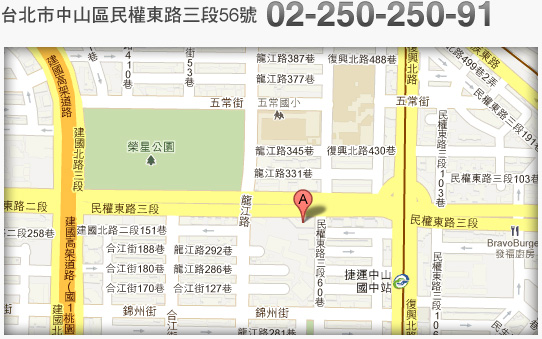 台北市中山區民權東路三段56號 02-250-250-91
建國高架道路
龍江路387巷
復興北路488巷
龍江路377巷
復興北路
五常街
五常街
五常國小
建國北路三段
榮星公園
龍江路345巷
復興北路430巷
龍江路331巷
民權東路三段103巷
民權東路三段103巷
民權東路三段191巷
A
東路二段
民權東路三段
龍江路
民權東路三段
建國北路二段151巷
段258巷
合江街188巷
龍江路292巷
合江街180巷
龍江路286巷
合江街170巷
合江街127巷
民權東路三段60巷
捷運中山國中站
BravoBurge
發福廚房
建國高架道路(國1桃園
錦州街
錦州街
合江街
龍江路281巷
復興北